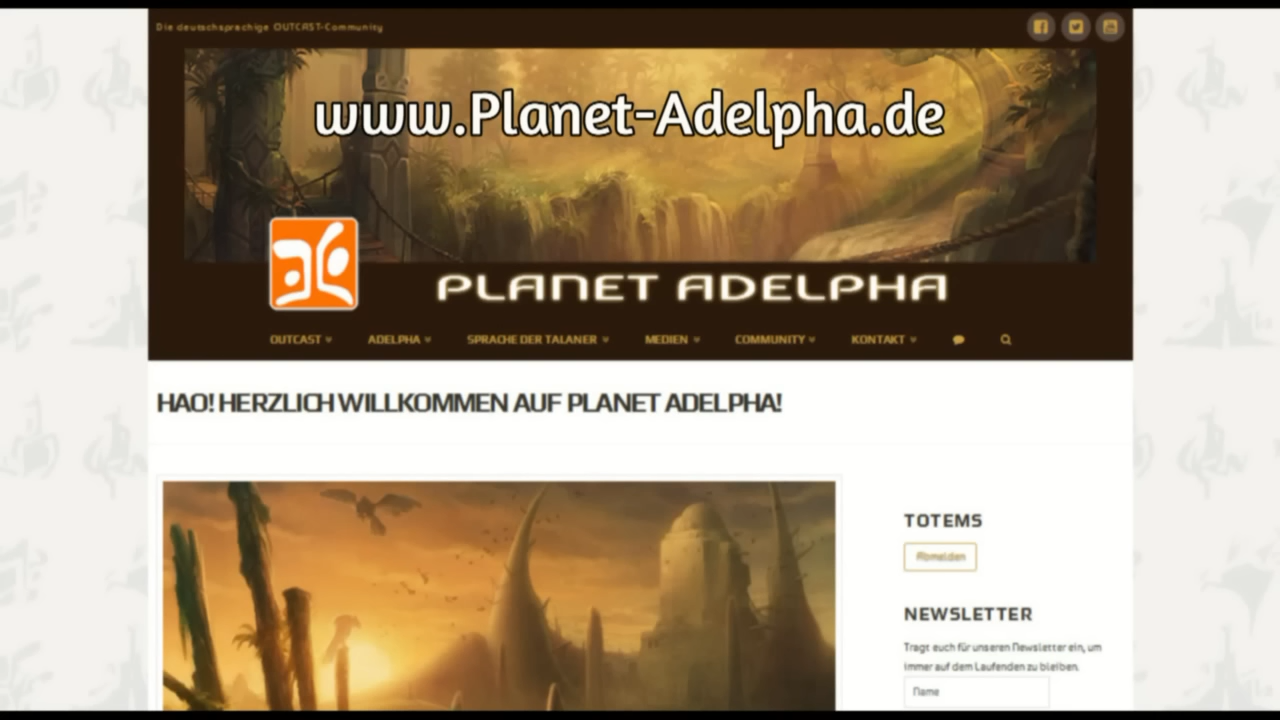 Die deutschsprachige OUTCAST-Community
www.Planet-Adelpha.de
PLANET ADELPHA
OUTCAST ADELPHA SPRACHE DER TALANER MEDIEN COMMUNITY KONTAKT
HAO! HERZLICH WILLKOMMEN AUF PLANET ADELPHA!
TOTEMS
Abmelden
NEWSLETTER
Tragt euch für unseren Newsletter ein, um
immer auf dem Laufenden zu bleiben.
Name